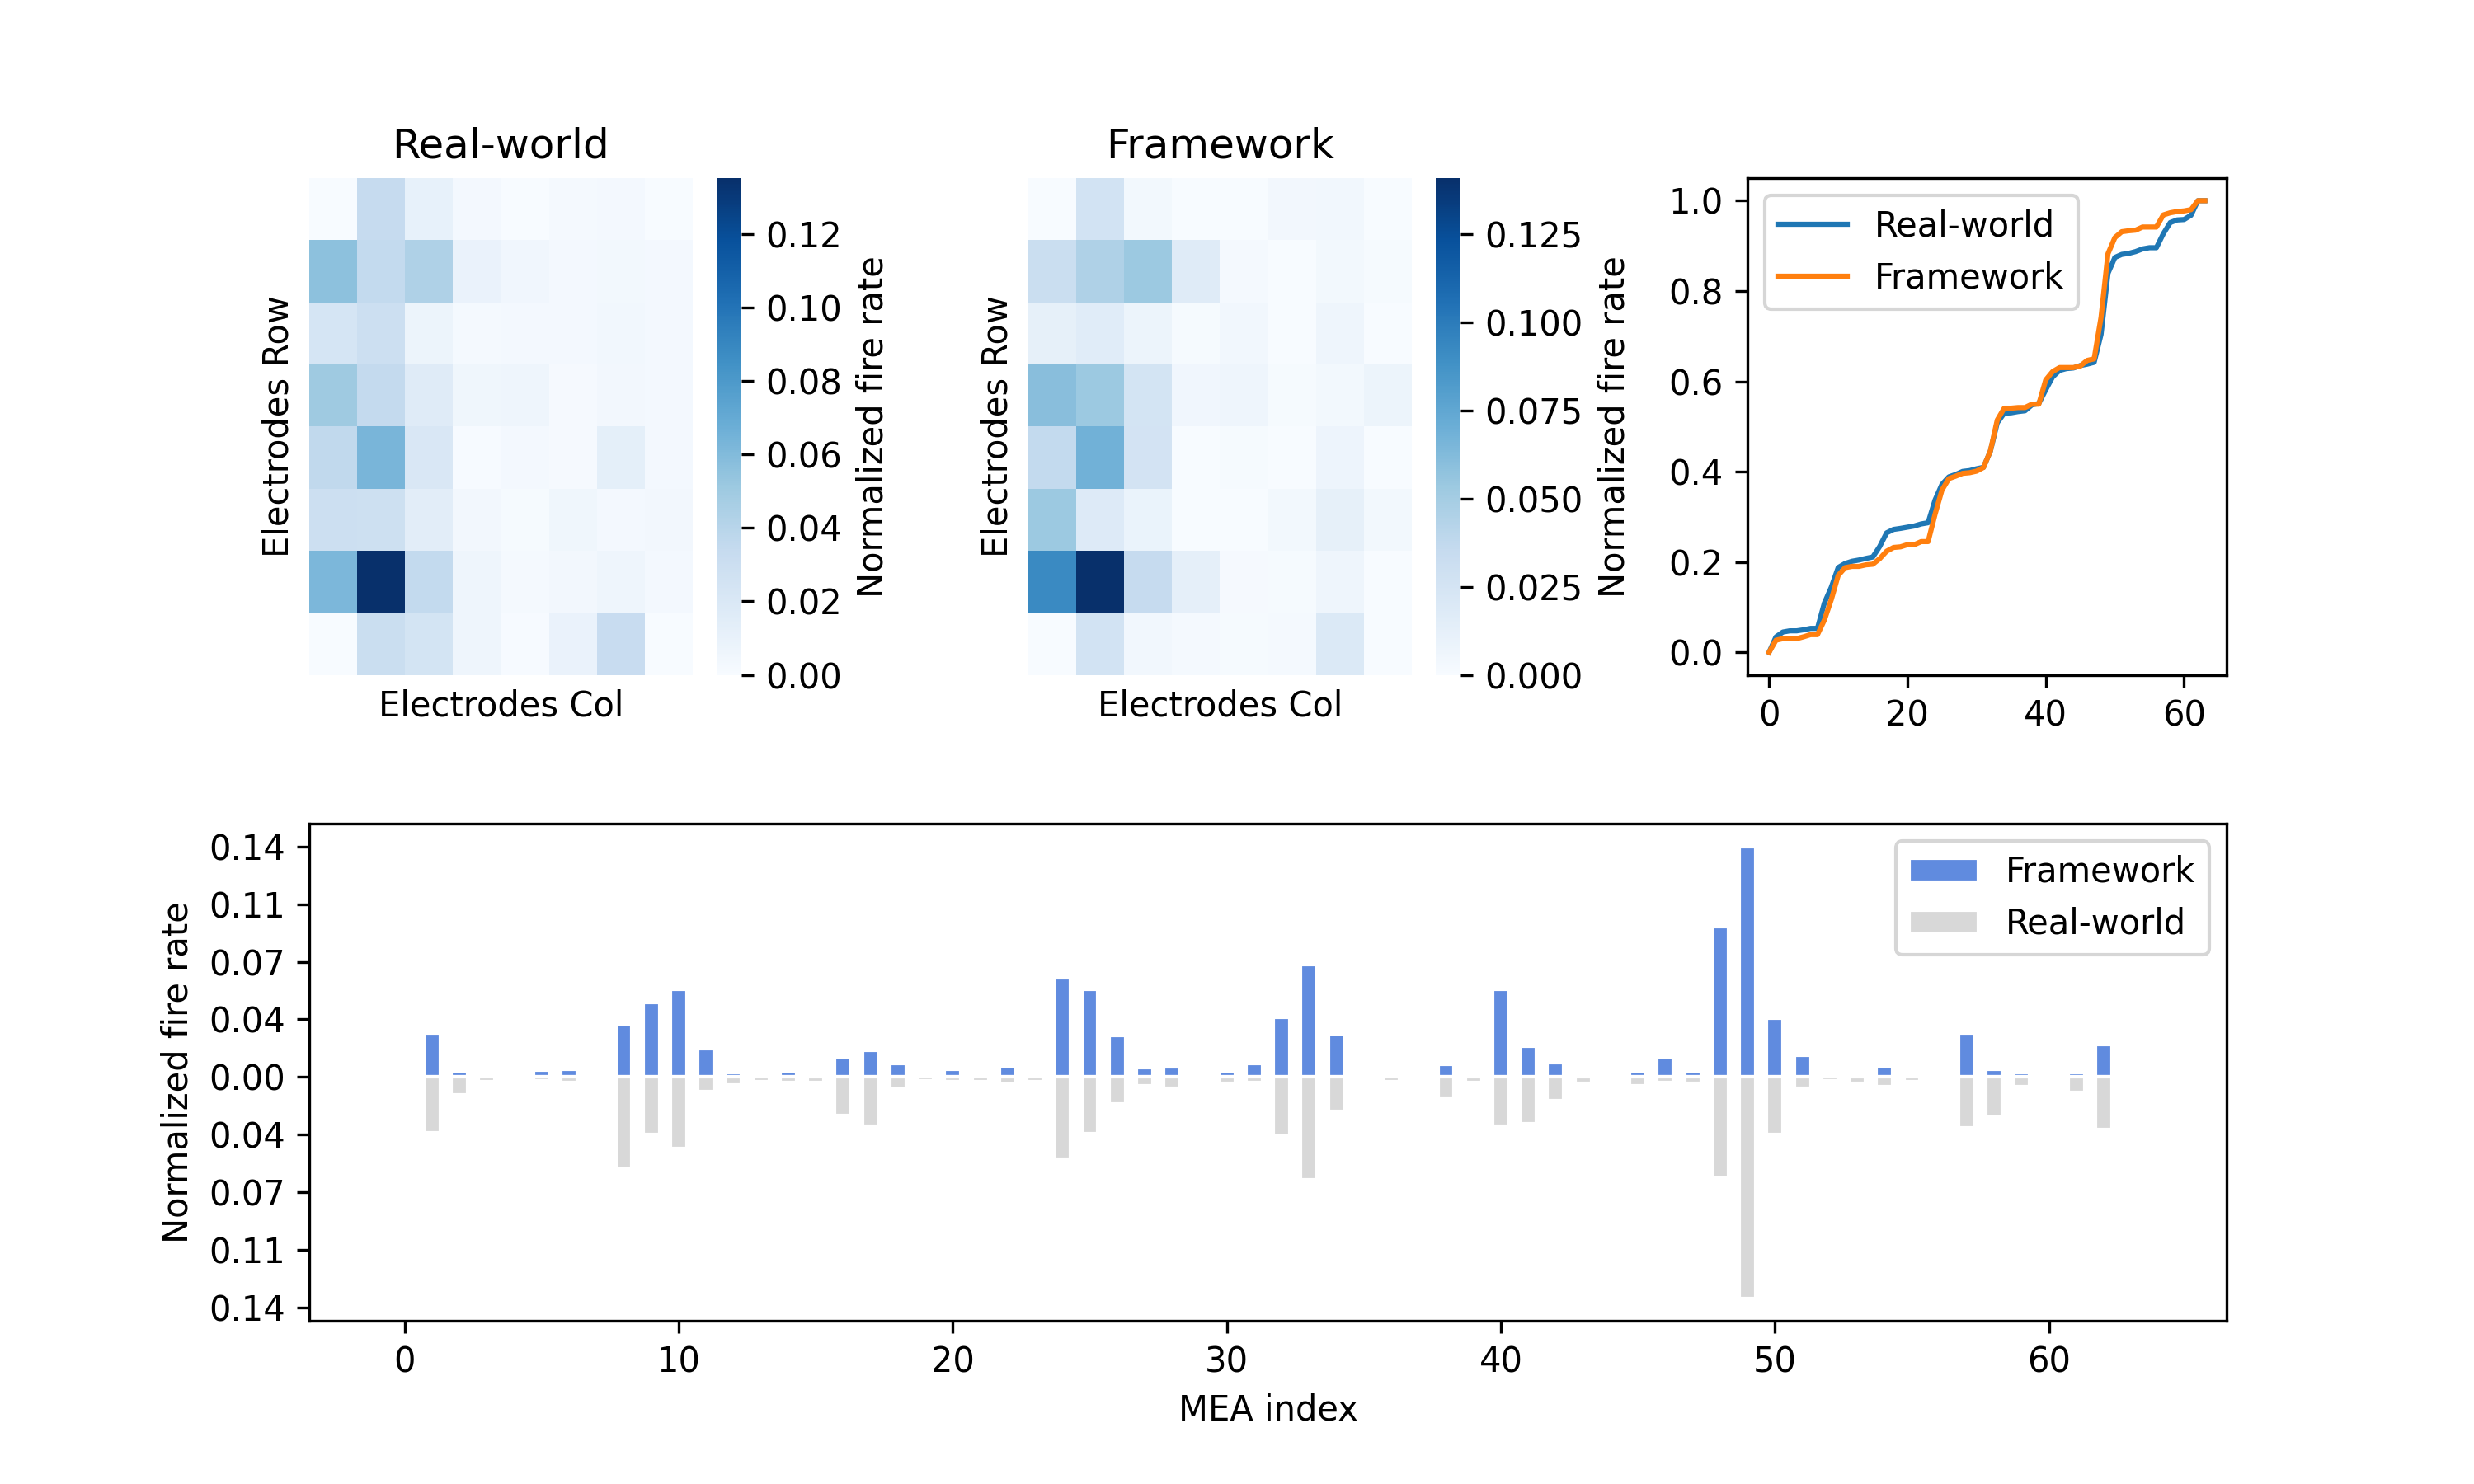 Real-world
Electrodes Row
Electrodes Col
0.12
0.10
0.08
0.06
0.04
0.02
0.00
Normalized fire rate
Framework
Electrodes Row
Electrodes Col
0.125
0.100
0.075
0.050
0.025
0.000
Normalized fire rate
1.0
0.8
0.6
0.4
0.2
0.0
Real-world
Framework
0 20 40 60
Normalized fire rate
0.14
0.11
0.07
0.04
0.00
0.04
0.07
0.11
0.14
Framework
Real-world
0 10 20 30 40 50 60
MEA index